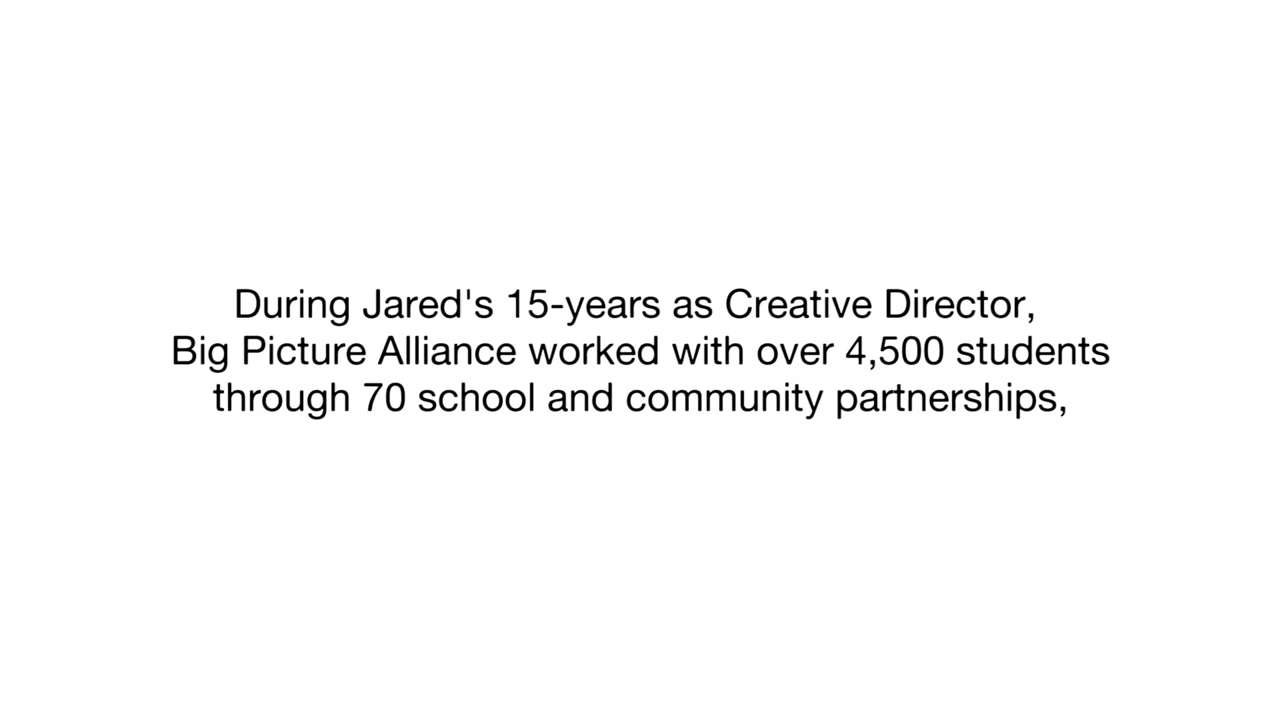 During Jared's 15-years as Creative Director,
Big Picture Alliance worked with over 4,500 students
through 70 school and community partnerships,